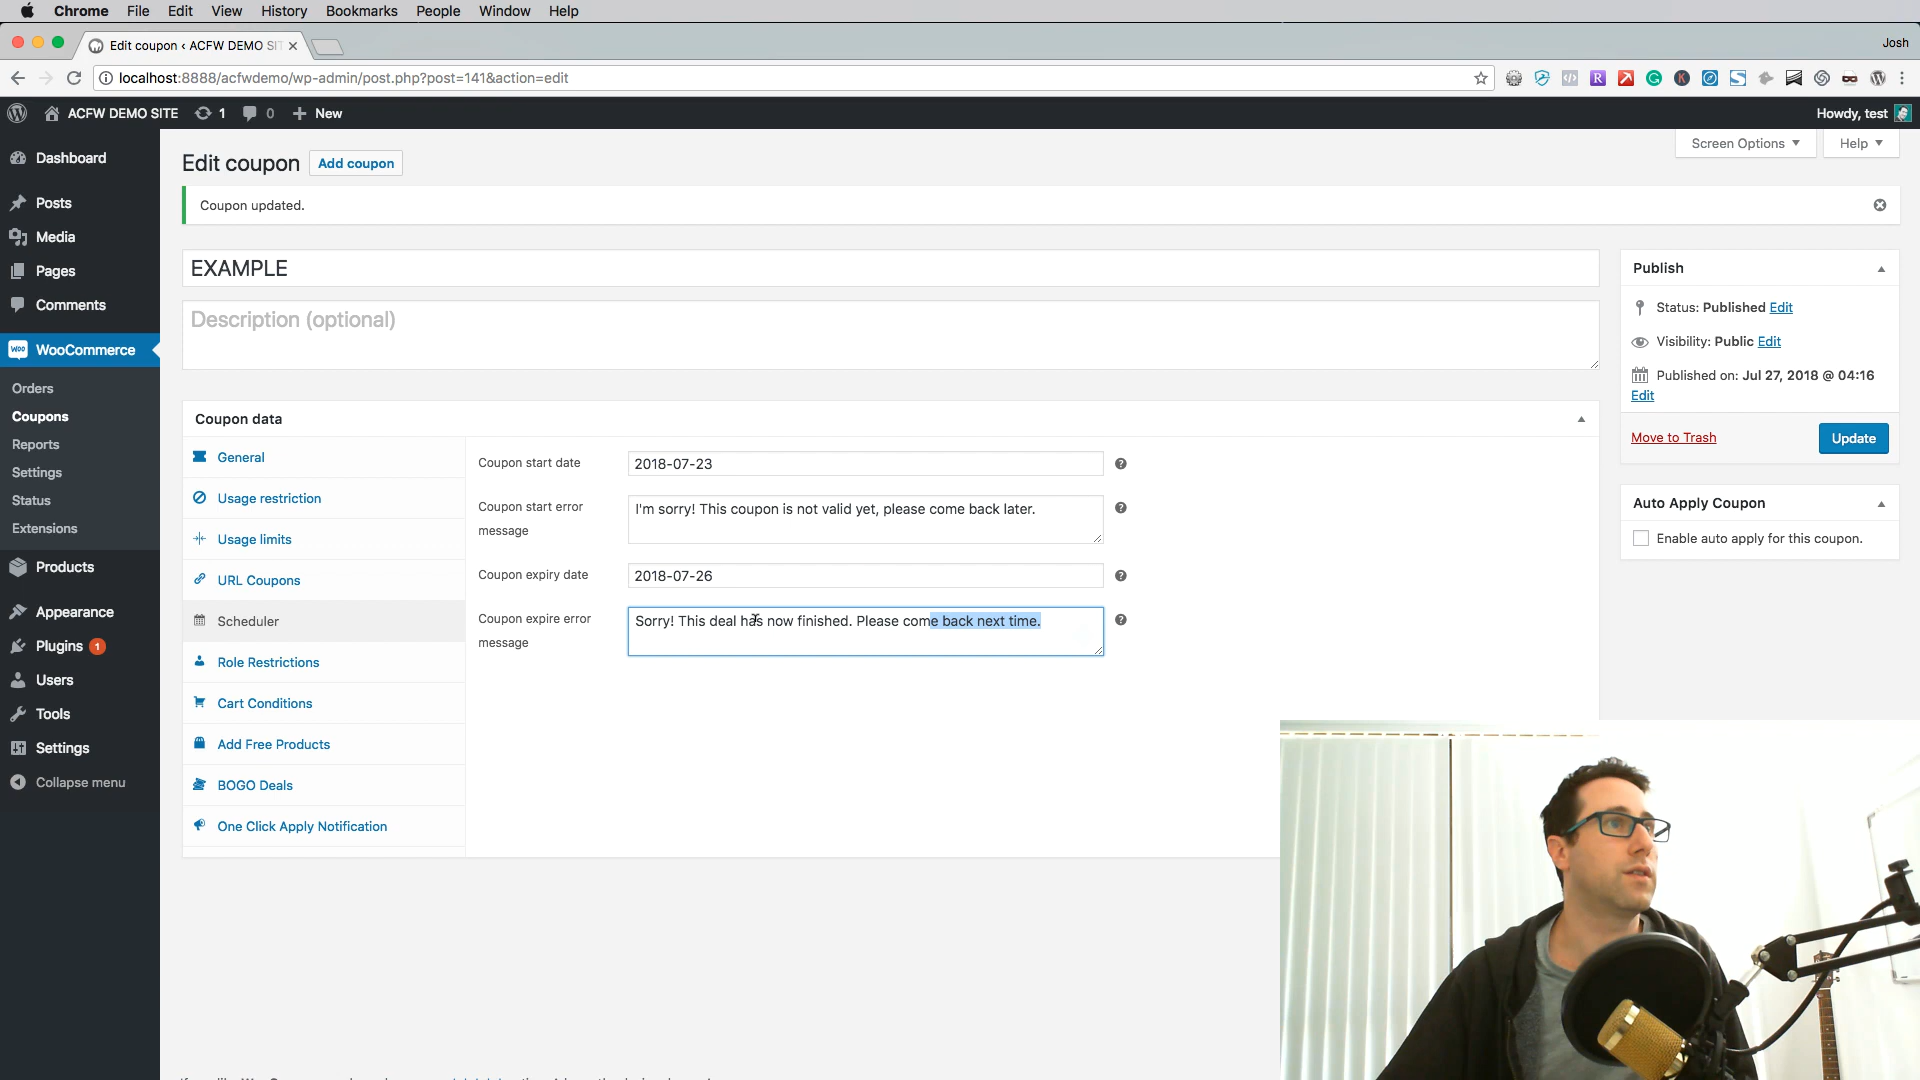 Chrome File Edit View History Bookmarks People Window Help
Edit coupon ‹ ACFW DEMO SIT
Josh
localhost:8888/acfwdemo/wp-admin/post.php?post=141&action=edit
ACFW DEMO SITE 1 0 New
Howdy, test
Dashboard
Posts
Media
Pages
Comments
WooCommerce
Orders
Coupons
Reports
Settings
Status
Extensions
Products
Appearance
Plugins 1
Users
Tools
Settings
Collapse menu
Screen Options Help
Edit coupon Add coupon
Coupon updated.
EXAMPLE
Description (optional)
Coupon data
General
Usage restriction
Usage limits
URL Coupons
Scheduler
Role Restrictions
Cart Conditions
Add Free Products
BOGO Deals
One Click Apply Notification
Coupon start date 2018-07-23
Coupon start error
message
I'm sorry! This coupon is not valid yet, please come back later.
Coupon expiry date 2018-07-26
Coupon expire error
message
Sorry! This deal has now finished. Please come back next time.
Publish
Status: Published Edit
Visibility: Public Edit
Published on: Jul 27, 2018 @ 04:16
Edit
Move to Trash Update
Auto Apply Coupon
Enable auto apply for this coupon.